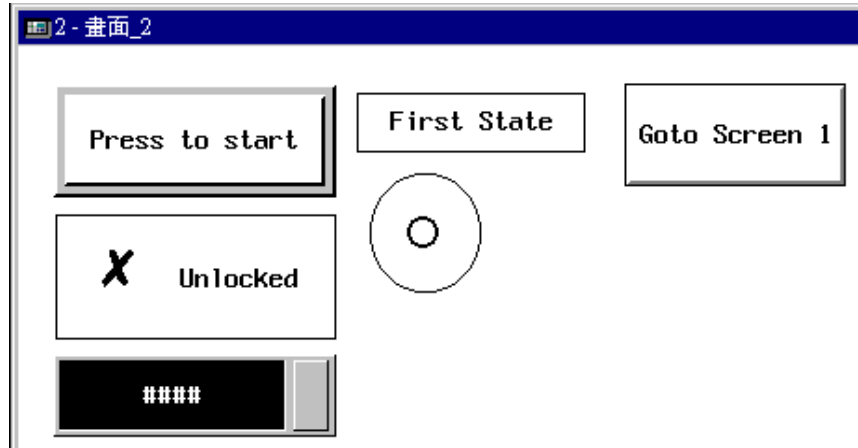 2 - 畫面_2
Press to start
First State
Goto Screen 1
X Unlocked
####